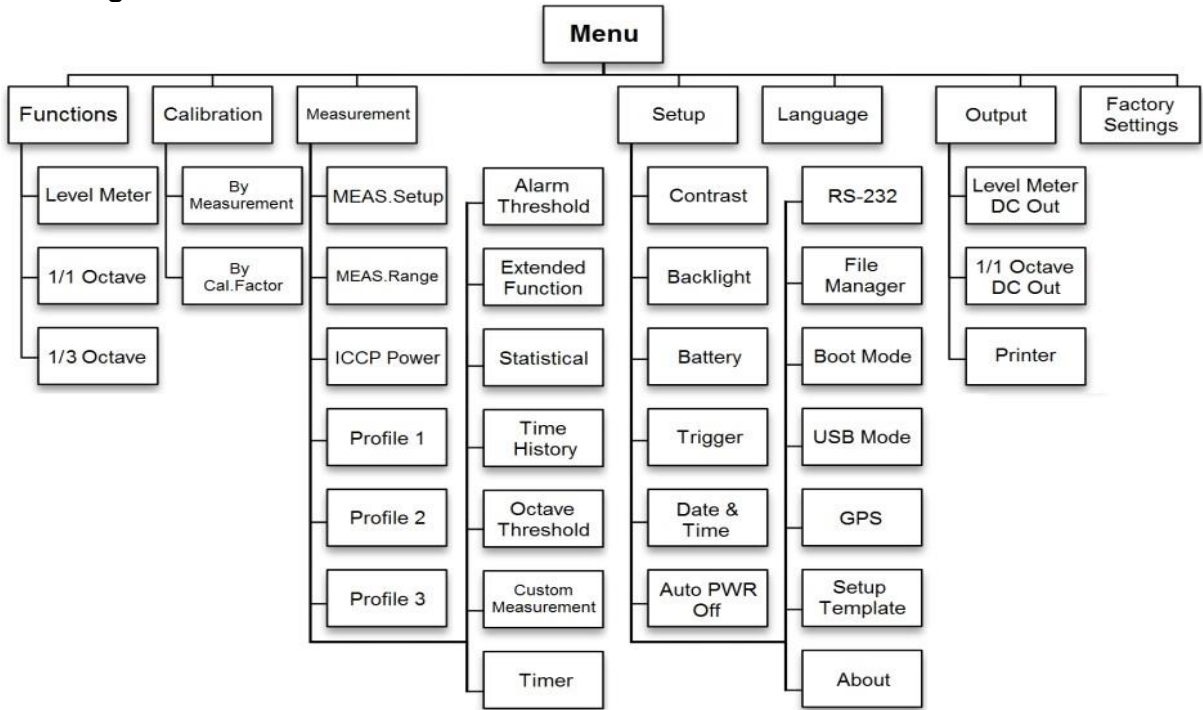 Menu
Functions
Calibration
Measurement
Setup
Language
Output
Factory
Settings
Level Meter
1/1 Octave
1/3 Octave
By
Measurement
By
Cal.Factor
MEAS.Setup
MEAS.Range
ICCP Power
Profile 1
Profile 2
Profile 3
Alarm
Threshold
Extended
Function
Statistical
Time
History
Octave
Threshold
Custom
Measurement
Timer
Contrast
Backlight
Battery
Trigger
Date &
Time
Auto PWR
Off
RS-232
File
Manager
Boot Mode
USB Mode
GPS
Setup
Template
About
Level Meter
DC Out
1/1 Octave
DC Out
Printer